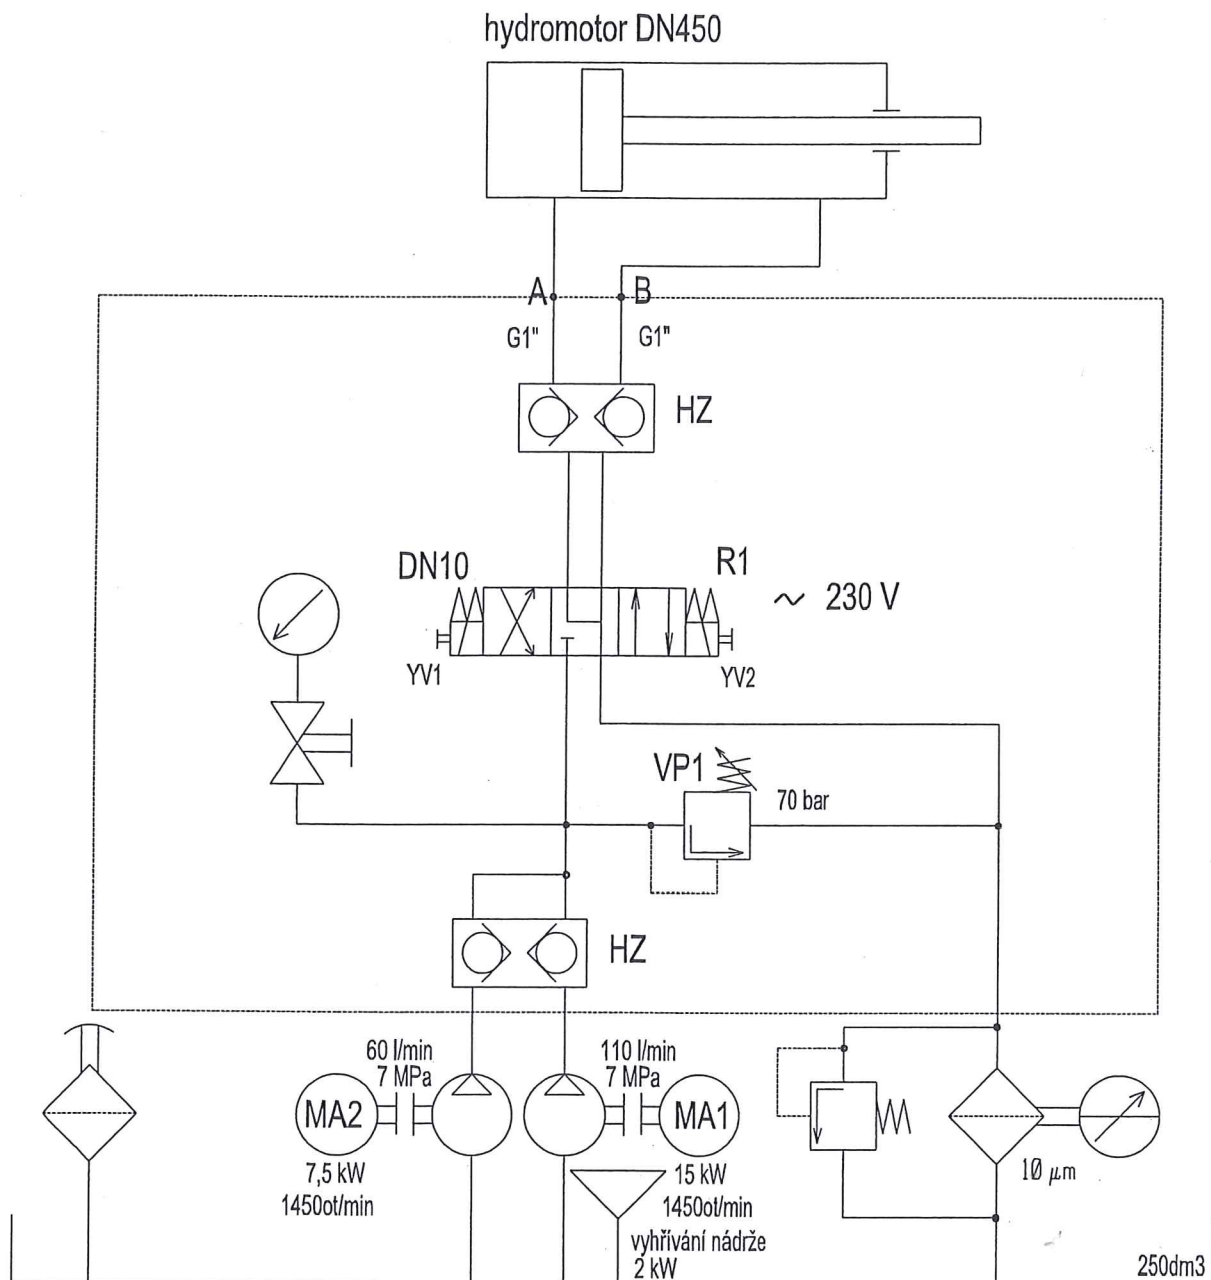 hydromotor DN450
A
B
G1"
G1"
HZ
DN10
R1
~ 230 V
YV1
YV2
VP1
70 bar
HZ
60 l/min
7 MPa
110 l/min
7 MPa
MA2
MA1
7,5 kW
1450ot/min
15 kW
1450ot/min
10 μm
vyhřívání nádrže
2 kW
250dm3